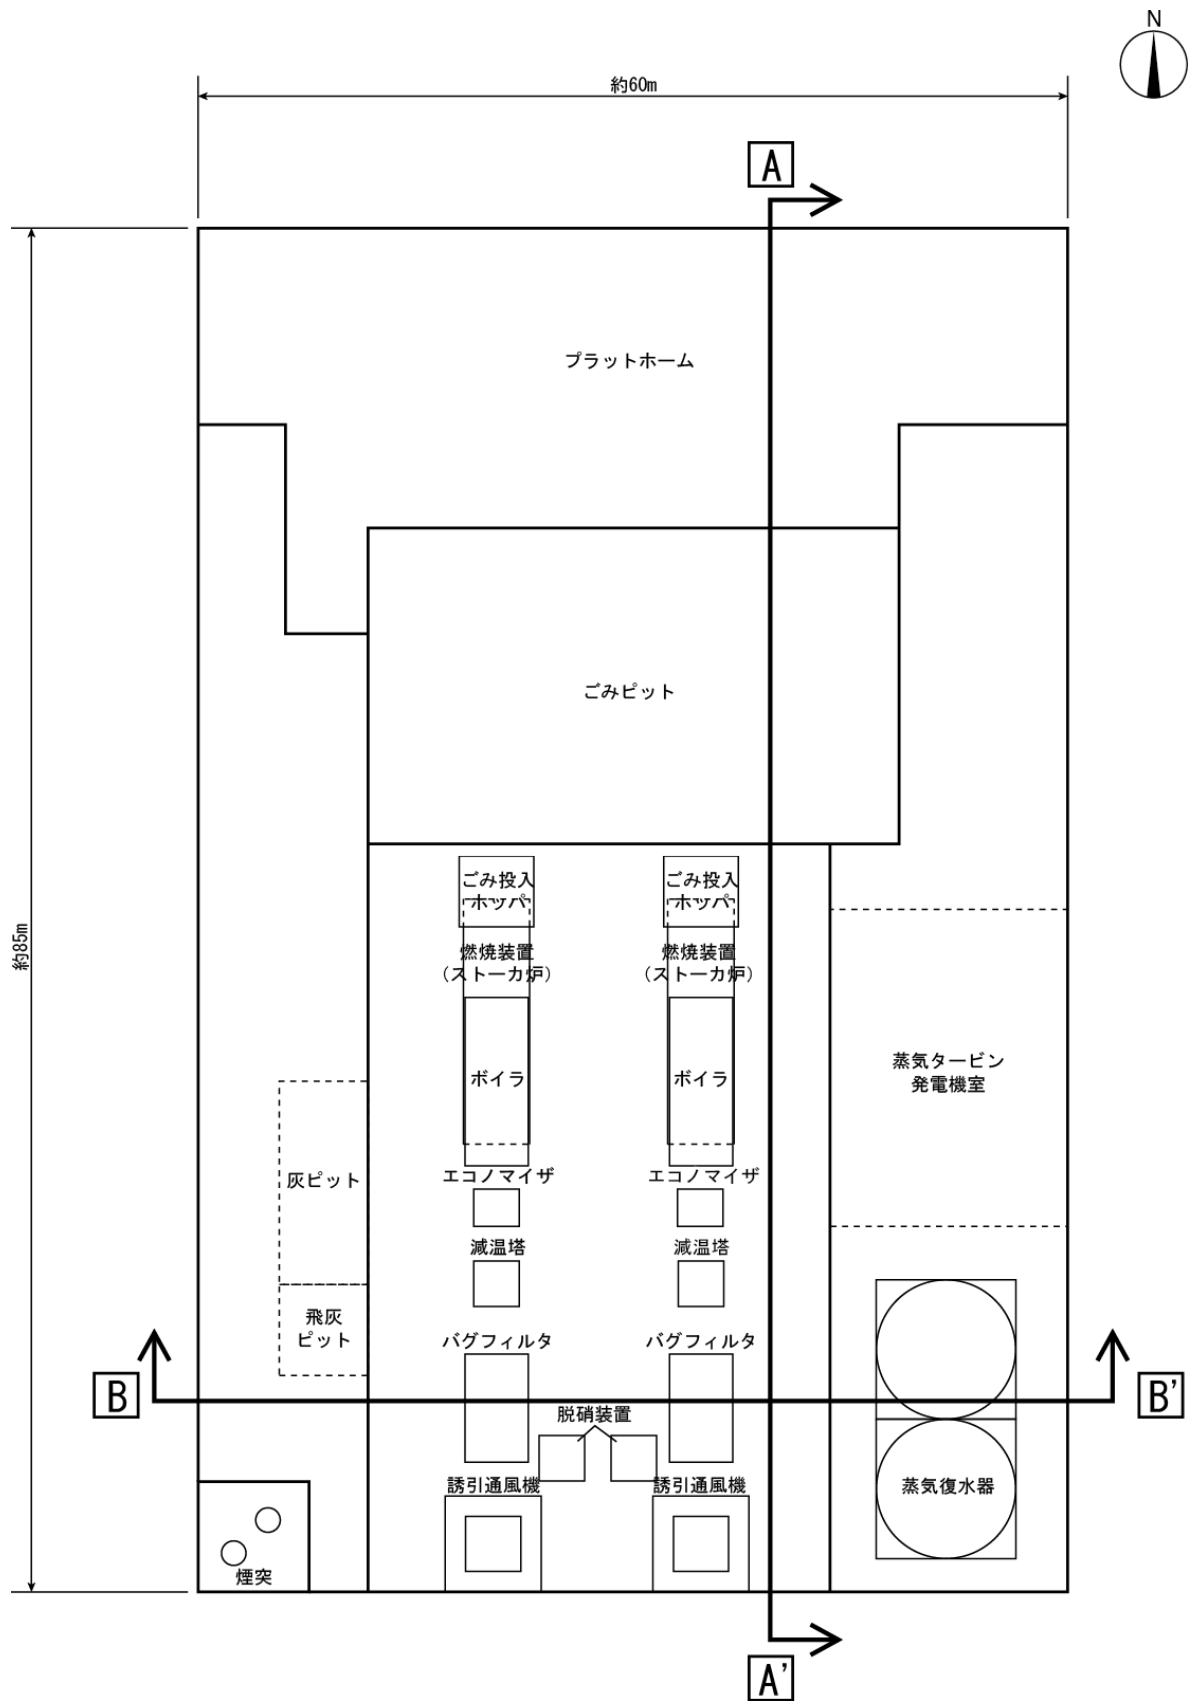 N
約60m
A
プラットホーム
ごみピット
約85m
ごみ投入
ホッパ
ごみ投入
ホッパ
燃焼装置
(ストーカ炉)
燃焼装置
(ストーカ炉)
ボイラ
ボイラ
蒸気タービン
発電機室
エコノマイザ
エコノマイザ
灰ピット
減温塔
減温塔
飛灰
ピット
バグフィルタ
バグフィルタ
B
B'
脱硝装置
誘引通風機
誘引通風機
蒸気復水器
煙突
A'